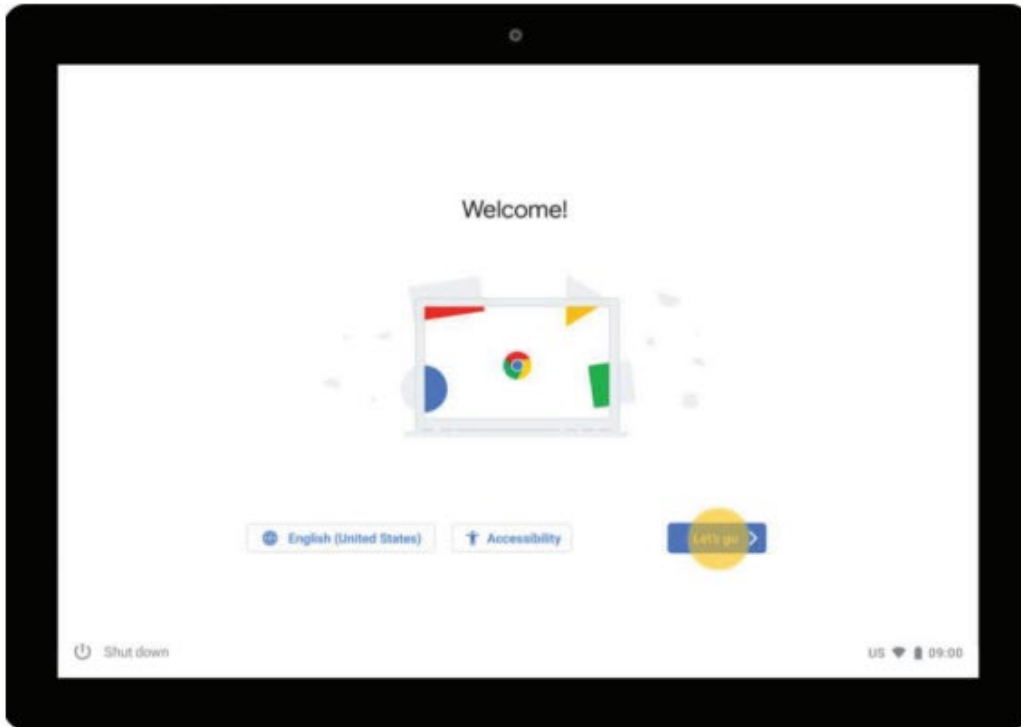 Welcome!
English (United States)
Accessibility
Let's go
Shut down
US
09:00